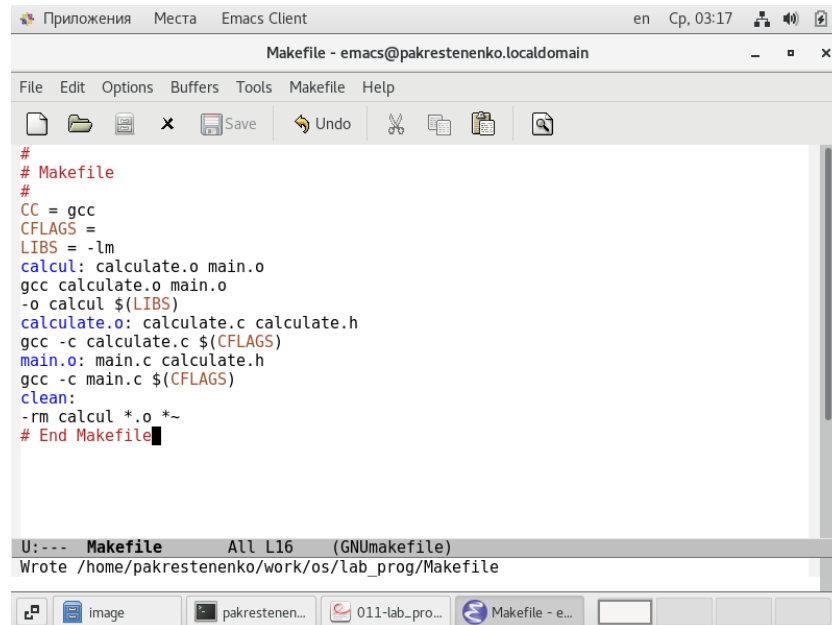 Приложения Места Emacs Client en Ср, 03:17
Makefile - emacs@pakrestenenko.localdomain
File Edit Options Buffers Tools Makefile Help
Save Undo
#
# Makefile
#
CC = gcc
CFLAGS =
LIBS = -lm
calcul: calculate.o main.o
gcc calculate.o main.o
-o calcul $(LIBS)
calculate.o: calculate.c calculate.h
gcc -c calculate.c $(CFLAGS)
main.o: main.c calculate.h
gcc -c main.c $(CFLAGS)
clean:
-rm calcul *.o *~
# End Makefile
U:--- Makefile All L16 (GNUmakefile)
Wrote /home/pakrestenenko/work/os/lab_prog/Makefile
image pakrestenen... 011-lab_pro... Makefile - e...